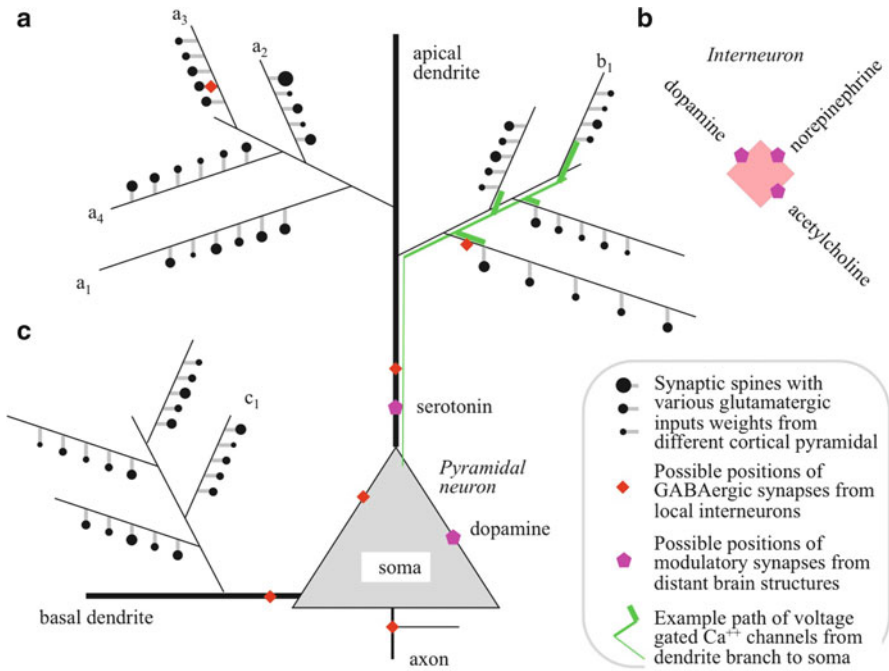 a
a₃
a₂
a₄
a₁
apical
dendrite
b₁
b
Interneuron
dopamine
norepinephrine
acetylcholine
c
c₁
serotonin
Pyramidal
neuron
dopamine
soma
basal dendrite
axon
Synaptic spines with
various glutamatergic
inputs weights from
different cortical pyramidal
Possible positions of
GABAergic synapses from
local interneurons
Possible positions of
modulatory synapses from
distant brain structures
Example path of voltage
gated Ca⁺⁺ channels from
dendrite branch to soma